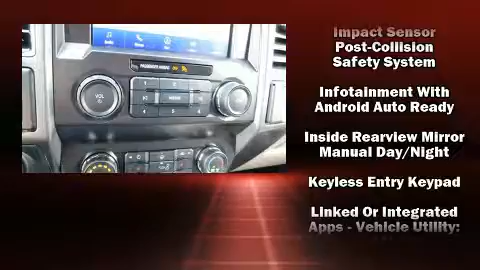 Impact Sensor
Post-Collision
Safety System
Infotainment With
Android Auto Ready
Inside Rearview Mirror
Manual Day/Night
Keyless Entry Keypad
Linked Or Integrated
Apps - Vehicle Utility:
VOL